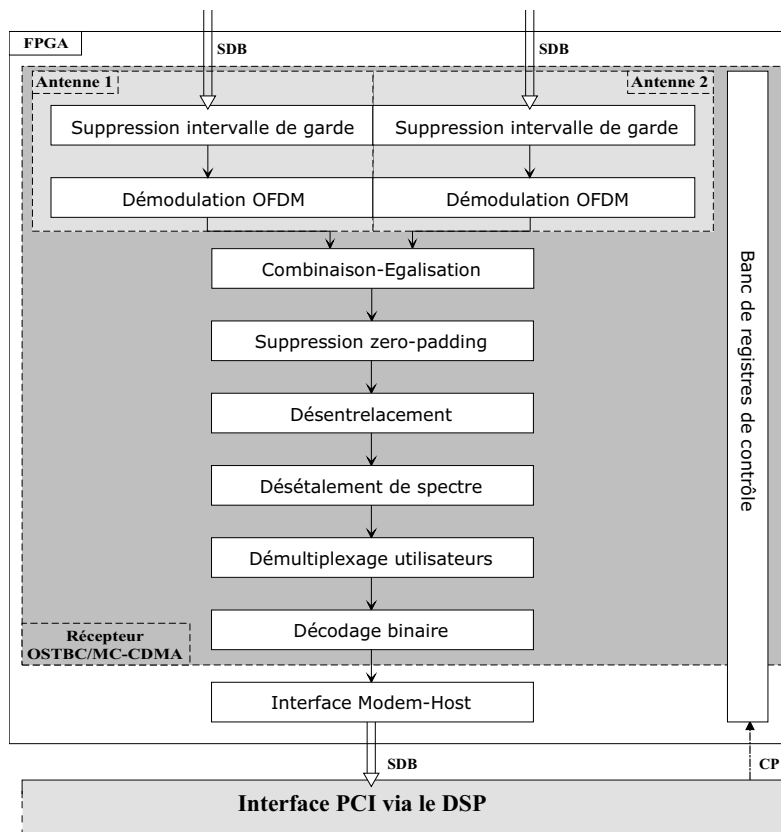 FPGA
SDB
SDB
Antenne 1
Antenne 2
Suppression intervalle de garde
Suppression intervalle de garde
Démodulation OFDM
Démodulation OFDM
Combinaison-Egalisation
Suppression zero-padding
Désentrelacement
Désétalement de spectre
Démultiplexage utilisateurs
Décodage binaire
Récepteur
OSTBC/MC-CDMA
Interface Modem-Host
Banc de registres de contrôle
SDB
CP
Interface PCI via le DSP